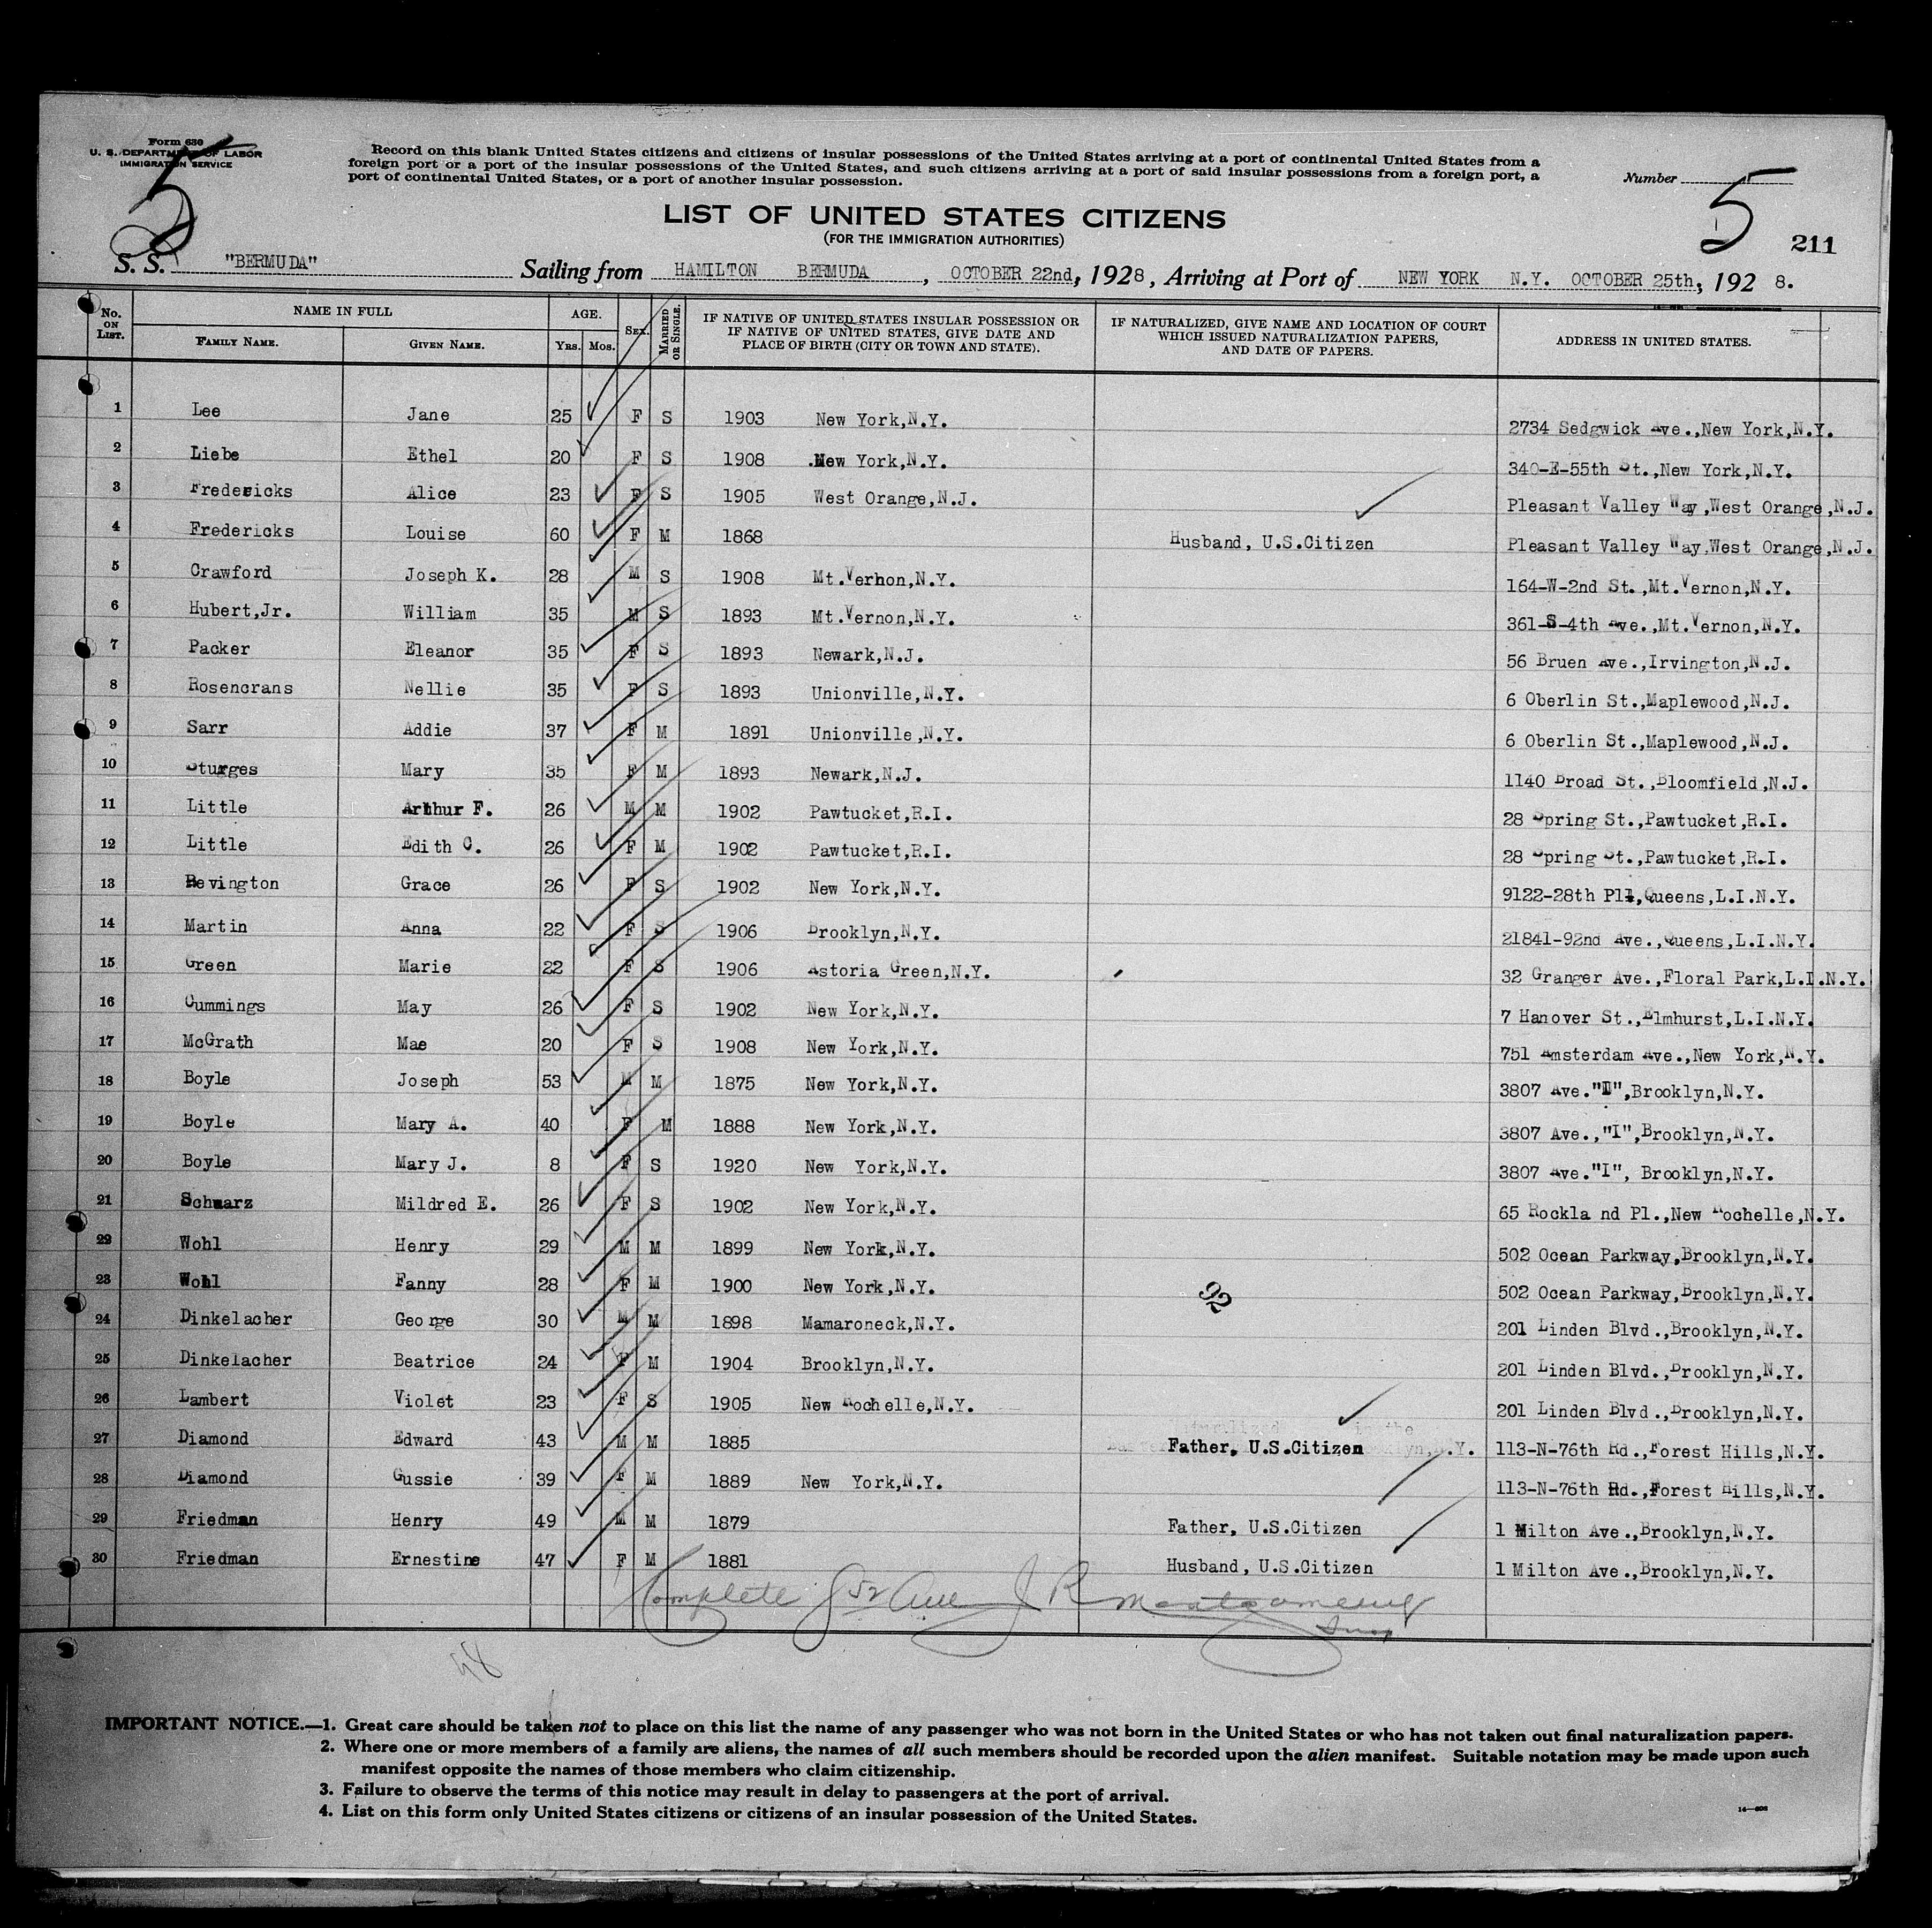 Form 630
U. S. DEPARTMENT OF LABOR
IMMIGRATION SERVICE
5
Record on this blank United States citizens and citizens of insular possessions of the United States arriving at a port of continental United States from a
foreign port or a port of the insular possessions of the United States, and such citizens arriving at a port of said insular possessions from a foreign port, a
port of continental United States, or a port of another insular possession.
Number 5
LIST OF UNITED STATES CITIZENS
(FOR THE IMMIGRATION AUTHORITIES)
211
S. S. "BERMUDA" Sailing from HAMILTON BERMUDA, OCTOBER 22nd, 1928, Arriving at Port of NEW YORK N.Y. OCTOBER 25th, 192 8.
No. ON LIST. NAME IN FULL FAMILY NAME. GIVEN NAME. AGE. YRS. MOS. SEX. MARRIED OR SINGLE. IF NATIVE OF UNITED STATES INSULAR POSSESSION OR IF NATIVE OF UNITED STATES, GIVE DATE AND PLACE OF BIRTH (CITY OR TOWN AND STATE). IF NATURALIZED, GIVE NAME AND LOCATION OF COURT WHICH ISSUED NATURALIZATION PAPERS, AND DATE OF PAPERS. ADDRESS IN UNITED STATES.
1 Lee Jane 25 F S 1903 New York,N.Y. 2734 Sedgwick Ave.,New York,N.Y.
2 Liebe Ethel 20 F S 1908 New York,N.Y. 340-E-55th St.,New York,N.Y.
3 Fredericks Alice 23 F S 1905 West Orange,N.J. Pleasant Valley Way,West Orange,N.J.
4 Fredericks Louise 60 F M 1868 Husband, U.S.Citizen Pleasant Valley Way,West Orange,N.J.
5 Crawford Joseph K. 28 M S 1908 Mt.Vernon,N.Y. 164-W-2nd St.,Mt.Vernon,N.Y.
6 Hubert,Jr. William 35 M S 1893 Mt.Vernon,N.Y. 361-S-4th Ave.,Mt.Vernon,N.Y.
7 Packer Eleanor 35 F S 1893 Newark,N.J. 56 Bruen Ave.,Irvington,N.J.
8 Rosencrans Nellie 35 F S 1893 Unionville,N.Y. 6 Oberlin St.,Maplewood,N.J.
9 Sarr Addie 37 F M 1891 Unionville,N.Y. 6 Oberlin St.,Maplewood,N.J.
10 Sturges Mary 35 F M 1893 Newark,N.J. 1140 Broad St.,Bloomfield,N.J.
11 Little Arthur F. 26 M M 1902 Pawtucket,R.I. 28 Spring St.,Pawtucket,R.I.
12 Little Edith C. 26 F M 1902 Pawtucket,R.I. 28 Spring St.,Pawtucket,R.I.
13 Bevington Grace 26 F S 1902 New York,N.Y. 9122-28th Pl.,Queens,L.I.N.Y.
14 Martin Anna 22 F S 1906 Brooklyn,N.Y. 21841-92nd Ave.,Queens,L.I.N.Y.
15 Green Marie 22 F S 1906 Astoria Green,N.Y. 32 Granger Ave.,Floral Park,L.I.N.Y.
16 Cummings May 26 F S 1902 New York,N.Y. 7 Hanover St.,Elmhurst,L.I.N.Y.
17 McGrath Mae 20 F S 1908 New York,N.Y. 751 Amsterdam Ave.,New York,N.Y.
18 Boyle Joseph 53 M M 1875 New York,N.Y. 3807 Ave."I",Brooklyn,N.Y.
19 Boyle Mary A. 40 F M 1888 New York,N.Y. 3807 Ave.,"I",Brooklyn,N.Y.
20 Boyle Mary J. 8 F S 1920 New York,N.Y. 3807 Ave."I", Brooklyn,N.Y.
21 Schwarz Mildred E. 26 F S 1902 New York,N.Y. 65 Rockla nd Pl.,New Rochelle,N.Y.
22 Wohl Henry 29 M M 1899 New York,N.Y. 502 Ocean Parkway,Brooklyn,N.Y.
23 Wohl Fanny 28 F M 1900 New York,N.Y. 92 502 Ocean Parkway,Brooklyn,N.Y.
24 Dinkelacher George 30 M M 1898 Mamaroneck,N.Y. 201 Linden Blvd.,Brooklyn,N.Y.
25 Dinkelacher Beatrice 24 F M 1904 Brooklyn,N.Y. 201 Linden Blvd.,Brooklyn,N.Y.
26 Lambert Violet 23 F S 1905 New Rochelle,N.Y. 201 Linden Blvd.,Brooklyn,N.Y.
27 Diamond Edward 43 M M 1885 Father, U.S.Citizen 113-N-76th Rd.,Forest Hills,N.Y.
28 Diamond Gussie 39 F M 1889 New York,N.Y. 113-N-76th Rd.,Forest Hills,N.Y.
29 Friedman Henry 49 M M 1879 Father, U.S.Citizen 1 Milton Ave.,Brooklyn,N.Y.
30 Friedman Ernestine 47 F M 1881 Husband, U.S.Citizen 1 Milton Ave.,Brooklyn,N.Y.
Complete J R Montgomery
Insp
48
IMPORTANT NOTICE.—1. Great care should be taken not to place on this list the name of any passenger who was not born in the United States or who has not taken out final naturalization papers.
2. Where one or more members of a family are aliens, the names of all such members should be recorded upon the alien manifest. Suitable notation may be made upon such
manifest opposite the names of those members who claim citizenship.
3. Failure to observe the terms of this notice may result in delay to passengers at the port of arrival.
4. List on this form only United States citizens or citizens of an insular possession of the United States.